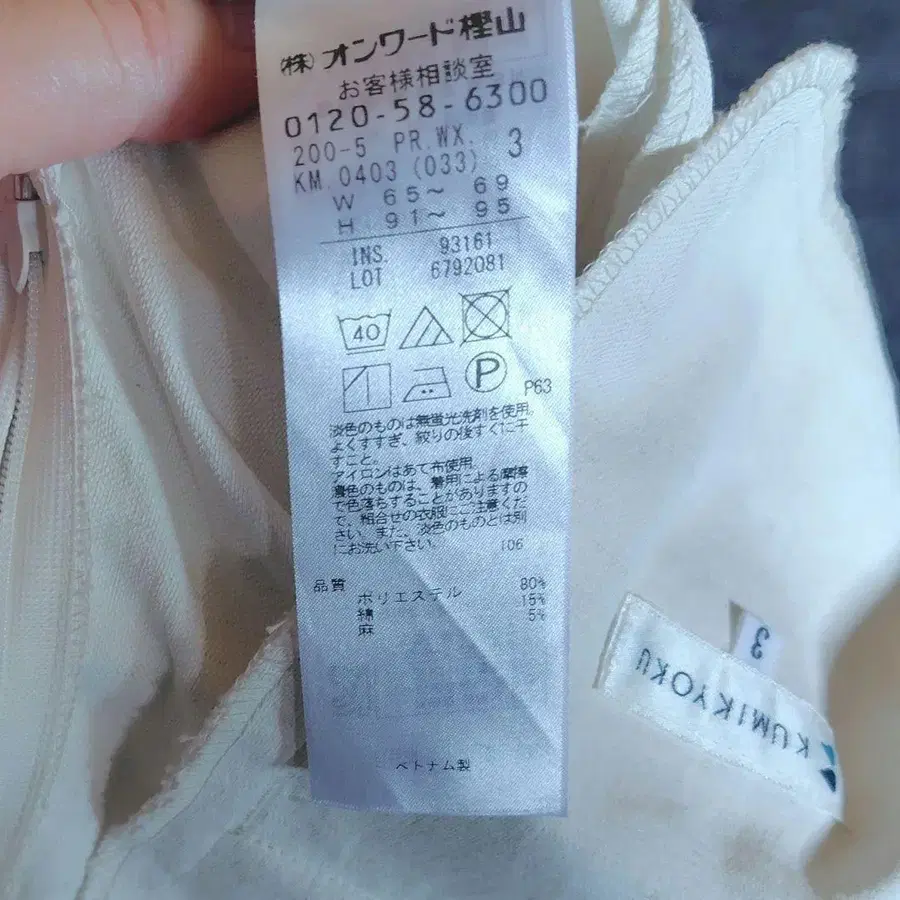 (株)オンワード樫山
お客様相談室
0120-58-6300
200-5 PR.WX. 3
KM.0403 (033)
W 65〜 69
H 91〜 95
INS. 93161
LOT 6792081
40
P P63
淡色のものは無蛍光洗剤を使用。
よくすすぎ、絞りの後すぐに干
すこと。
アイロンはあて布使用。
濃色のものは、着用による摩擦
で色落ちすることがありますの
で、組合せの衣服にご注意くだ
さい。また、淡色のものとは別
にお洗い下さい。 106
品質
ポリエステル 80%
綿 15%
麻 5%
ベトナム製
3
KUMIKYOKU